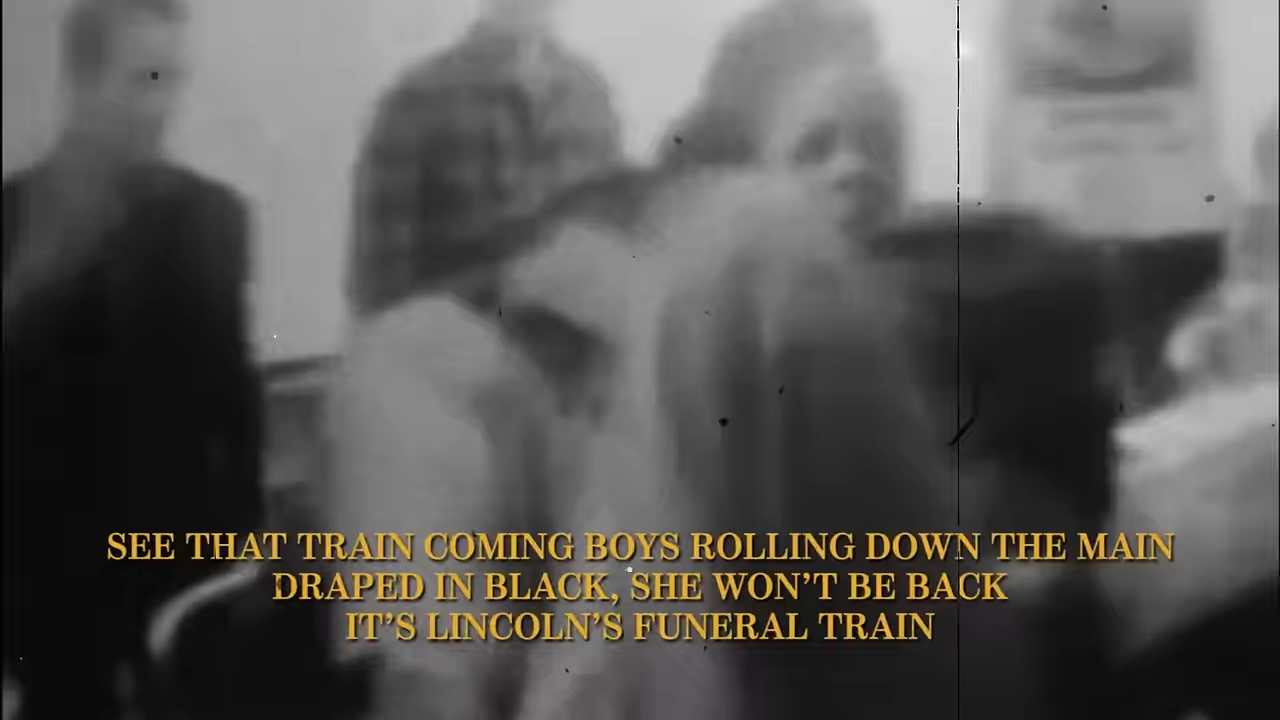 SEE THAT TRAIN COMING BOYS ROLLING DOWN THE MAIN
DRAPED IN BLACK, SHE WON'T BE BACK
IT'S LINCOLN'S FUNERAL TRAIN